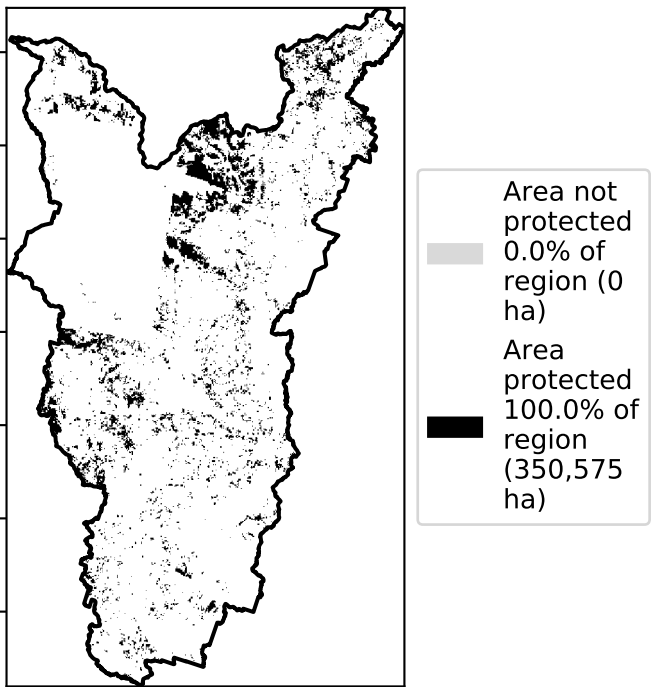 Area not
protected
0.0% of
region (0
ha)
Area
protected
100.0% of
region
(350,575
ha)